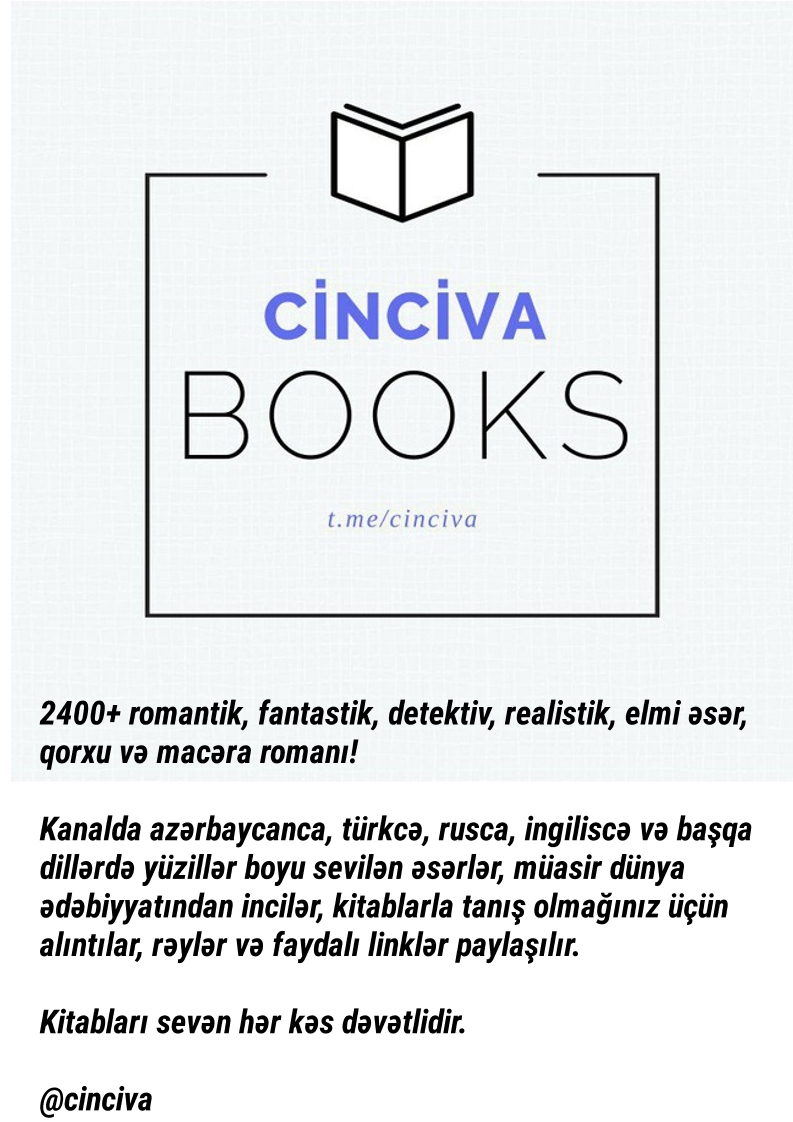 CİNCİVA
BOOKS
t.me/cinciva
2400+ romantik, fantastik, detektiv, realistik, elmi əsər,
qorxu və macəra romanı!
Kanalda azərbaycanca, türkcə, rusca, ingiliscə və başqa
dillərdə yüzillər boyu sevilən əsərlər, müasir dünya
ədəbiyyatından incilər, kitablarla tanış olmağınız üçün
alıntılar, rəylər və faydalı linklər paylaşılır.
Kitabları sevən hər kəs dəvətlidir.
@cinciva